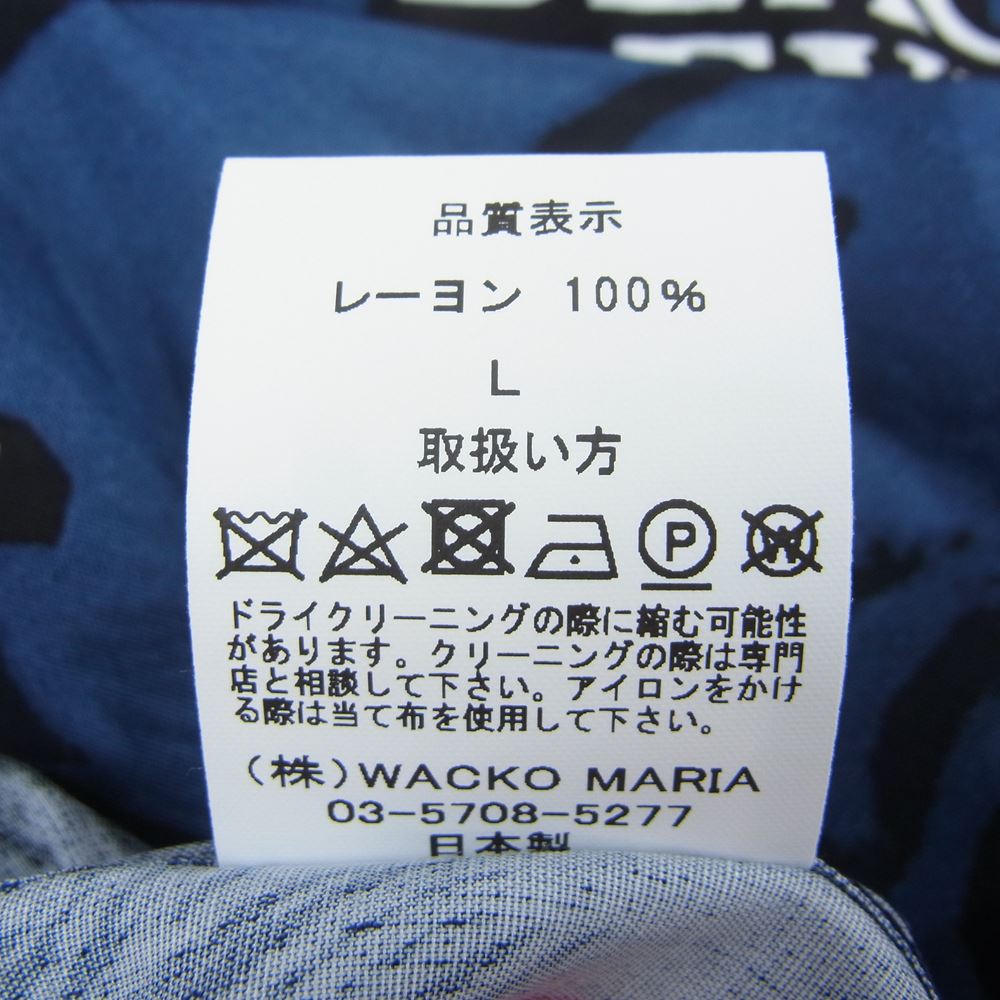 品質表示
レーヨン 100%
L
取扱い方
P
W
ドライクリーニングの際に縮む可能性
があります。クリーニングの際は専門
店と相談して下さい。アイロンをかけ
る際は当て布を使用して下さい。
(株)WACKO MARIA
03-5708-5277
日本製